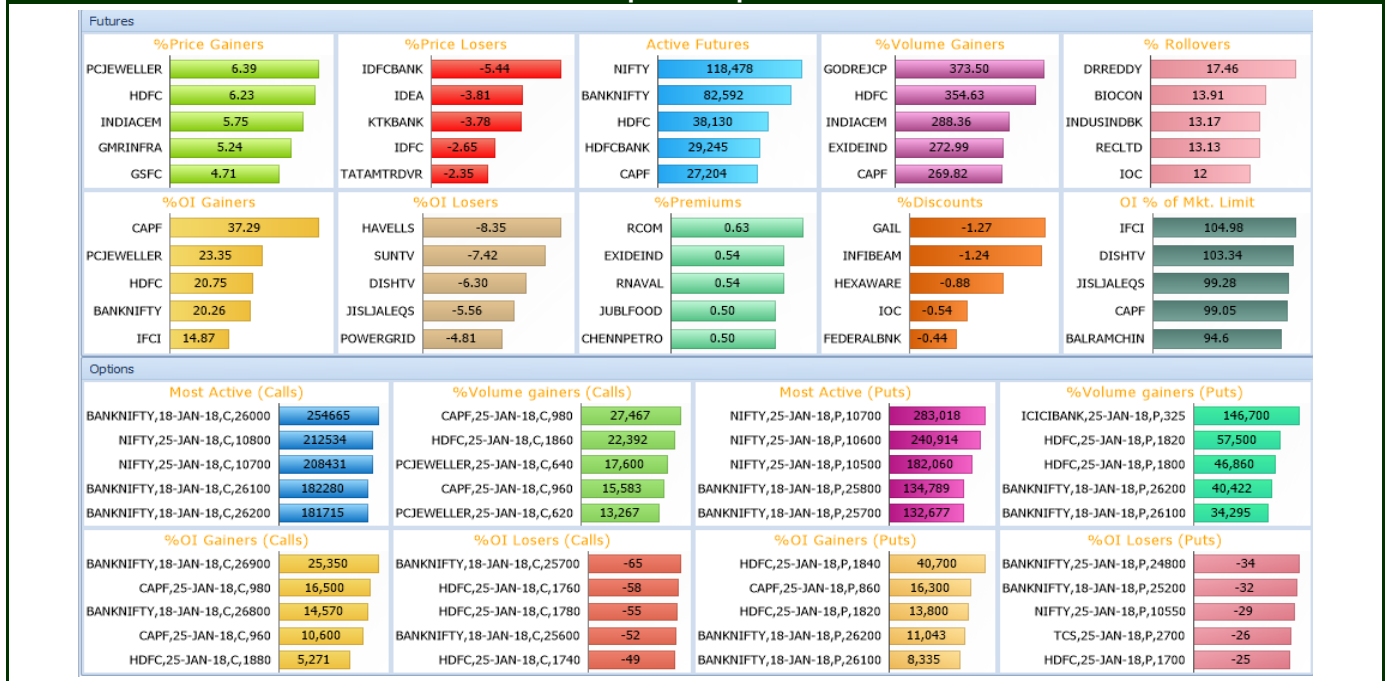 Futures
%Price Gainers
PCJEWELLER 6.39
HDFC 6.23
INDIACEM 5.75
GMRINFRA 5.24
GSFC 4.71
%Price Losers
IDFCBANK -5.44
IDEA -3.81
KTKBANK -3.78
IDFC -2.65
TATAMTRDVR -2.35
Active Futures
NIFTY 118,478
BANKNIFTY 82,592
HDFC 38,130
HDFCBANK 29,245
CAPF 27,204
%Volume Gainers
GODREJCP 373.50
HDFC 354.63
INDIACEM 288.36
EXIDEIND 272.99
CAPF 269.82
% Rollovers
DRREDDY 17.46
BIOCON 13.91
INDUSINDBK 13.17
RECLTD 13.13
IOC 12
%OI Gainers
CAPF 37.29
PCJEWELLER 23.35
HDFC 20.75
BANKNIFTY 20.26
IFCI 14.87
%OI Losers
HAVELLS -8.35
SUNTV -7.42
DISHTV -6.30
JISLJALEQS -5.56
POWERGRID -4.81
%Premiums
RCOM 0.63
EXIDEIND 0.54
RNAVAL 0.54
JUBLFOOD 0.50
CHENNPETRO 0.50
%Discounts
GAIL -1.27
INFIBEAM -1.24
HEXAWARE -0.88
IOC -0.54
FEDERALBNK -0.44
OI % of Mkt. Limit
IFCI 104.98
DISHTV 103.34
JISLJALEQS 99.28
CAPF 99.05
BALRAMCHIN 94.6
Options
Most Active (Calls)
BANKNIFTY,18-JAN-18,C,26000 254665
NIFTY,25-JAN-18,C,10800 212534
NIFTY,25-JAN-18,C,10700 208431
BANKNIFTY,18-JAN-18,C,26100 182280
BANKNIFTY,18-JAN-18,C,26200 181715
%Volume gainers (Calls)
CAPF,25-JAN-18,C,980 27,467
HDFC,25-JAN-18,C,1860 22,392
PCJEWELLER,25-JAN-18,C,640 17,600
CAPF,25-JAN-18,C,960 15,583
PCJEWELLER,25-JAN-18,C,620 13,267
Most Active (Puts)
NIFTY,25-JAN-18,P,10700 283,018
NIFTY,25-JAN-18,P,10600 240,914
NIFTY,25-JAN-18,P,10500 182,060
BANKNIFTY,18-JAN-18,P,25800 134,789
BANKNIFTY,18-JAN-18,P,25700 132,677
%Volume gainers (Puts)
ICICIBANK,25-JAN-18,P,325 146,700
HDFC,25-JAN-18,P,1820 57,500
HDFC,25-JAN-18,P,1800 46,860
BANKNIFTY,18-JAN-18,P,26200 40,422
BANKNIFTY,18-JAN-18,P,26100 34,295
%OI Gainers (Calls)
BANKNIFTY,18-JAN-18,C,26900 25,350
CAPF,25-JAN-18,C,980 16,500
BANKNIFTY,18-JAN-18,C,26800 14,570
CAPF,25-JAN-18,C,960 10,600
HDFC,25-JAN-18,C,1880 5,271
%OI Losers (Calls)
BANKNIFTY,18-JAN-18,C,25700 -65
HDFC,25-JAN-18,C,1760 -58
HDFC,25-JAN-18,C,1780 -55
BANKNIFTY,18-JAN-18,C,25600 -52
HDFC,25-JAN-18,C,1740 -49
%OI Gainers (Puts)
HDFC,25-JAN-18,P,1840 40,700
CAPF,25-JAN-18,P,860 16,300
HDFC,25-JAN-18,P,1820 13,800
BANKNIFTY,18-JAN-18,P,26200 11,043
BANKNIFTY,18-JAN-18,P,26100 8,335
%OI Losers (Puts)
BANKNIFTY,18-JAN-18,P,24800 -34
BANKNIFTY,18-JAN-18,P,25200 -32
NIFTY,25-JAN-18,P,10550 -29
TCS,25-JAN-18,P,2700 -26
HDFC,25-JAN-18,P,1700 -25